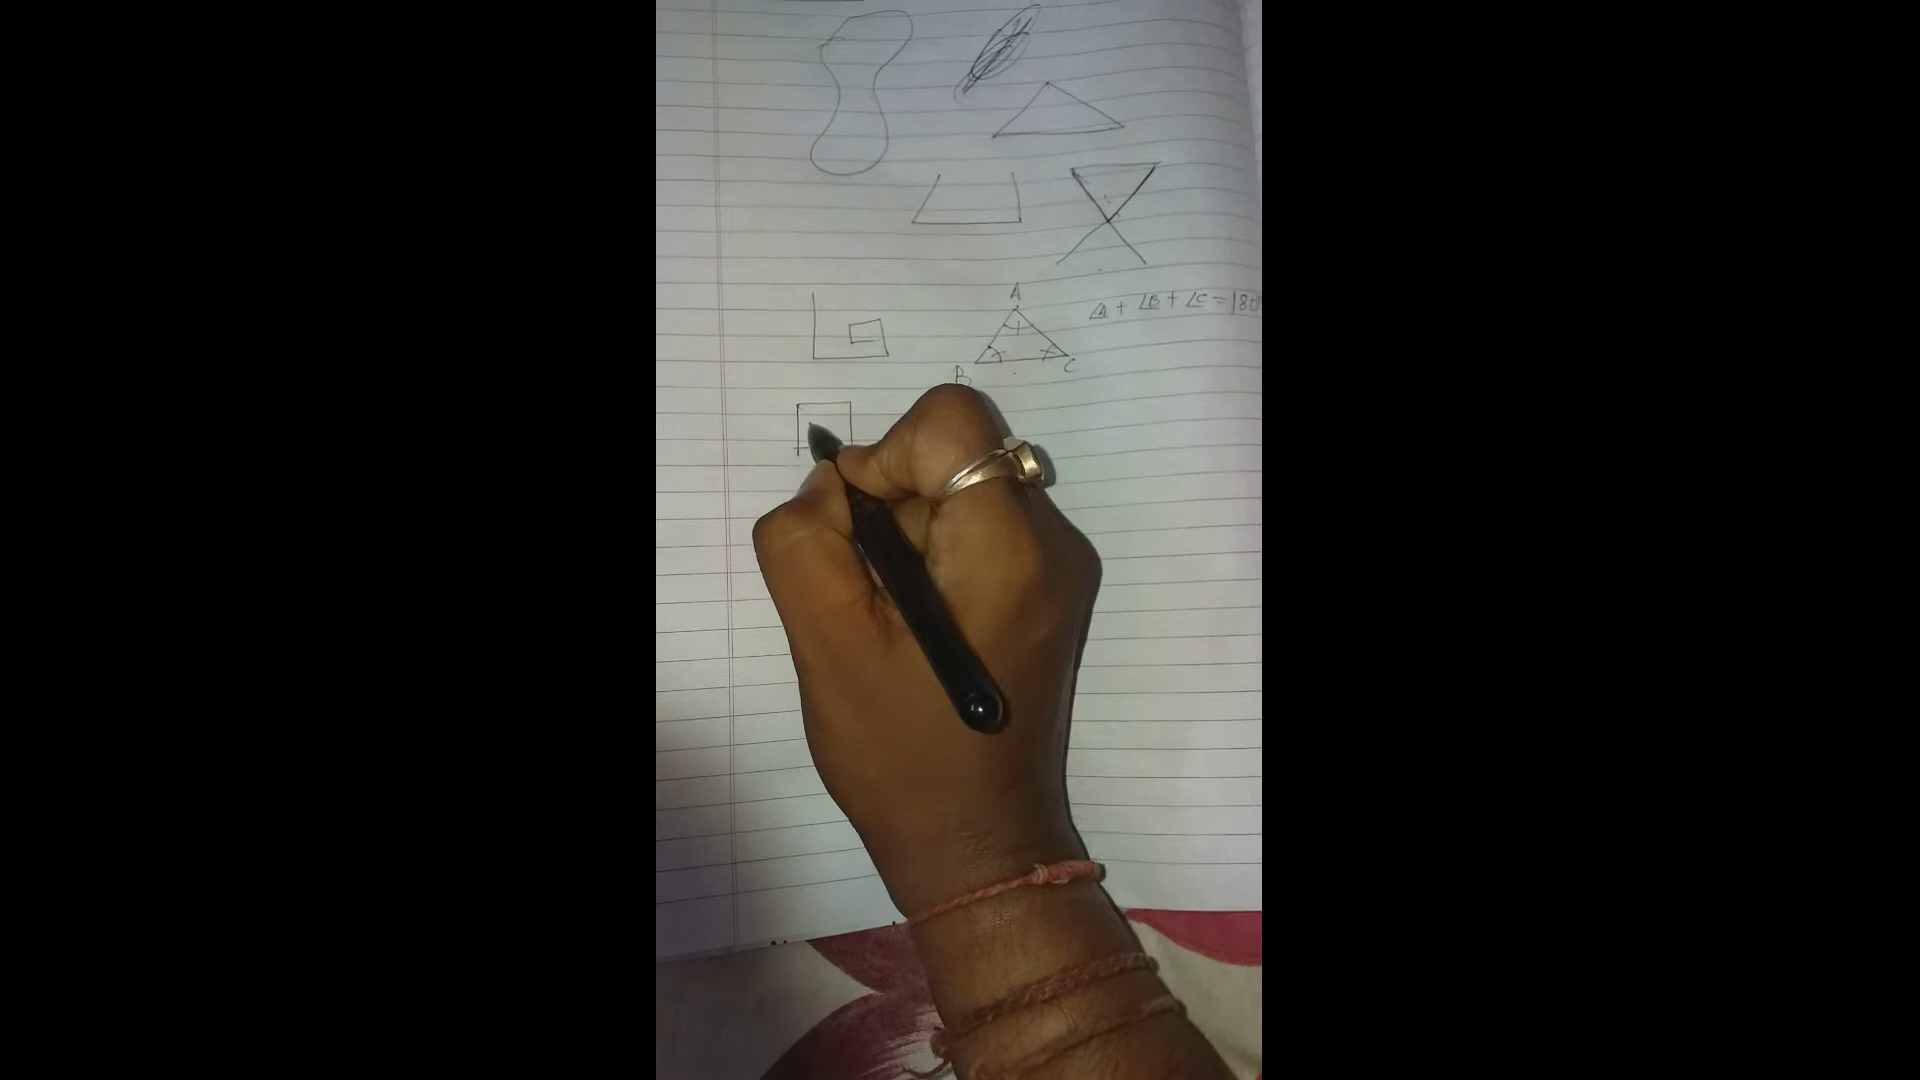 A
∠A + ∠B + ∠C = 180
B
C